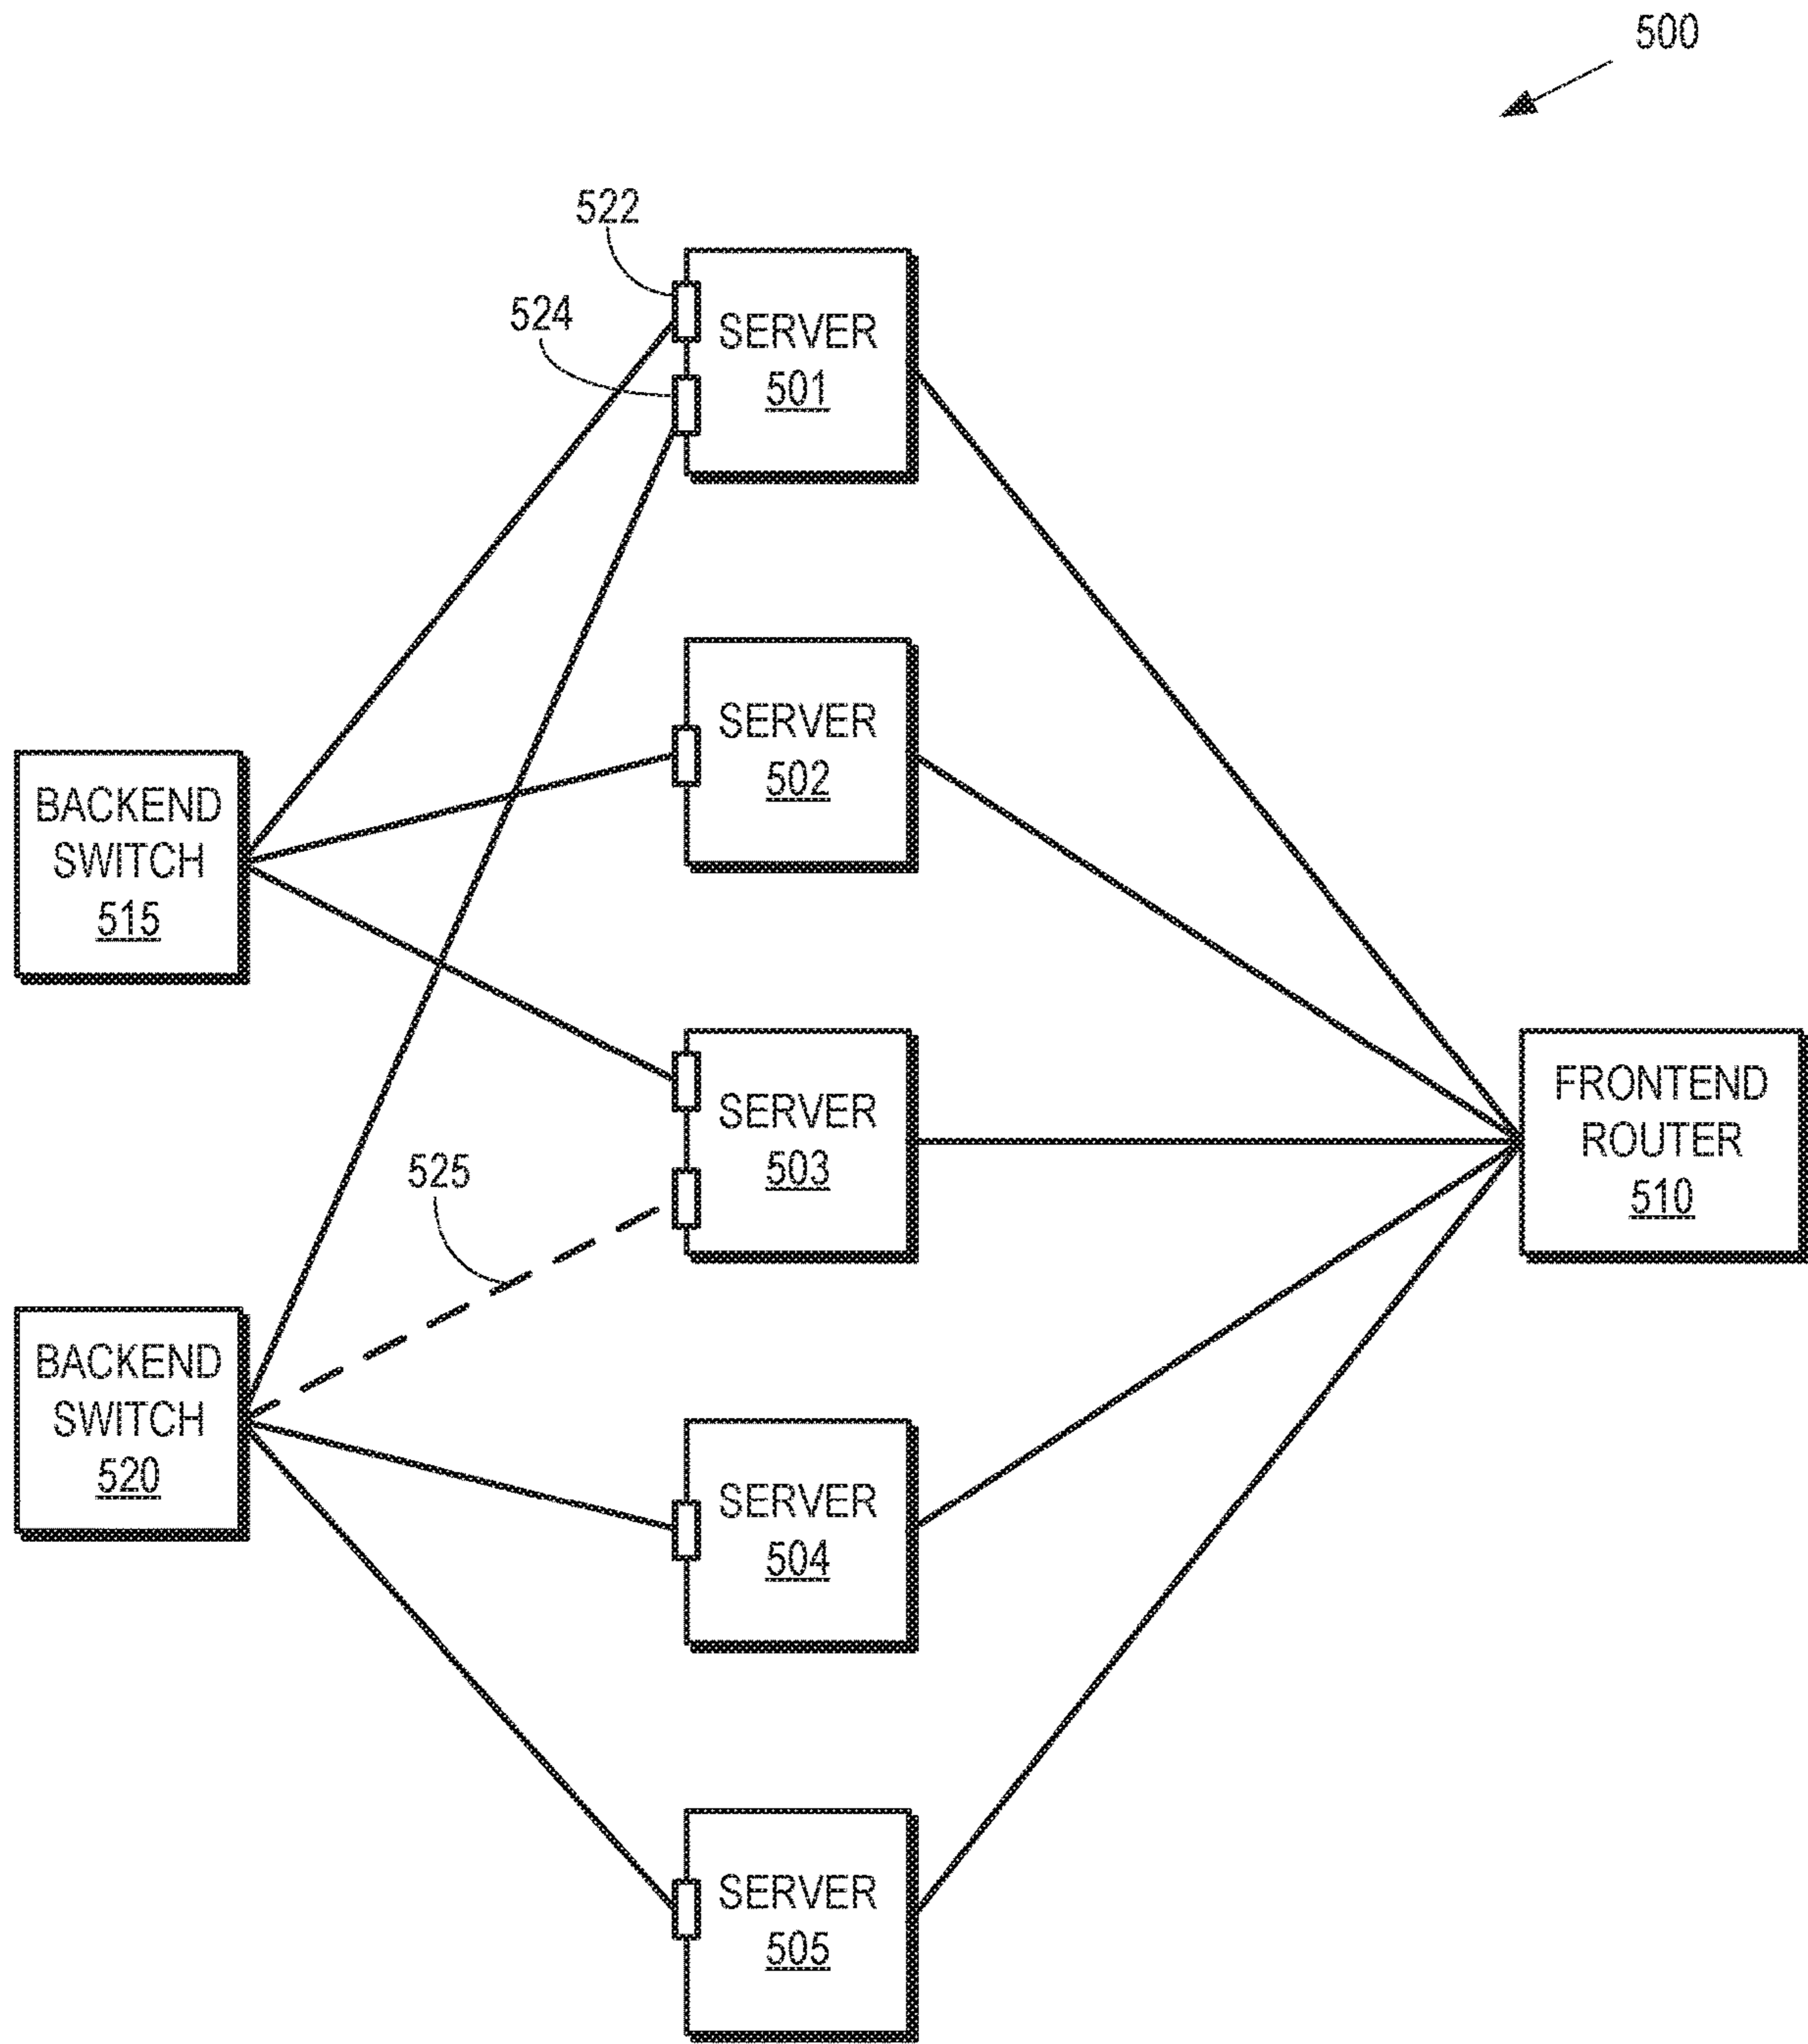 500
522
524
SERVER
501
SERVER
502
BACKEND
SWITCH
515
SERVER
503
FRONTEND
ROUTER
510
525
BACKEND
SWITCH
520
SERVER
504
SERVER
505